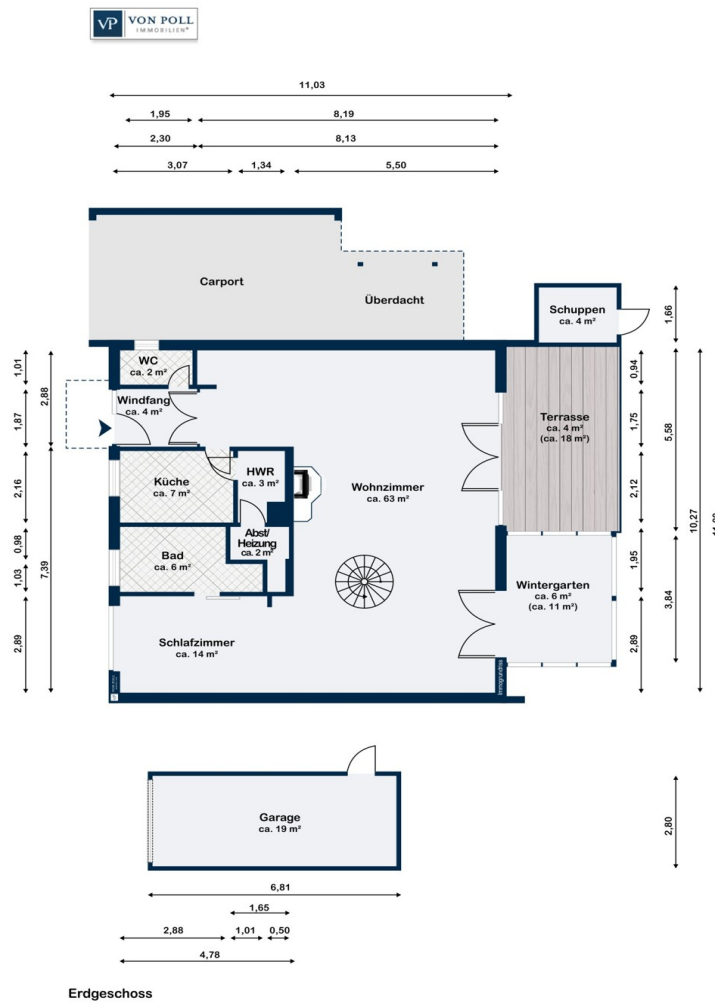 VP VON POLL
IMMOBILIEN®
11,03
1,95 8,19
2,30 8,13
3,07 1,34 5,50
Carport
Überdacht
Schuppen
ca. 4 m²
1,66
WC
ca. 2 m²
1,01
2,88
0,94
Windfang
ca. 4 m²
1,87
Terrasse
ca. 4 m²
(ca. 18 m²)
1,75
5,58
Küche
ca. 7 m²
HWR
ca. 3 m²
Wohnzimmer
ca. 63 m²
2,16
2,12
10,27
Abst/
Heizung
ca. 2 m²
Bad
ca. 6 m²
0,98
1,03
7,39
Wintergarten
ca. 6 m²
(ca. 11 m²)
1,95
3,84
Schlafzimmer
ca. 14 m²
2,89
2,89
Immogrundriss
VP
Garage
ca. 19 m²
2,80
6,81
1,65
2,88 1,01 0,50
4,78
Erdgeschoss